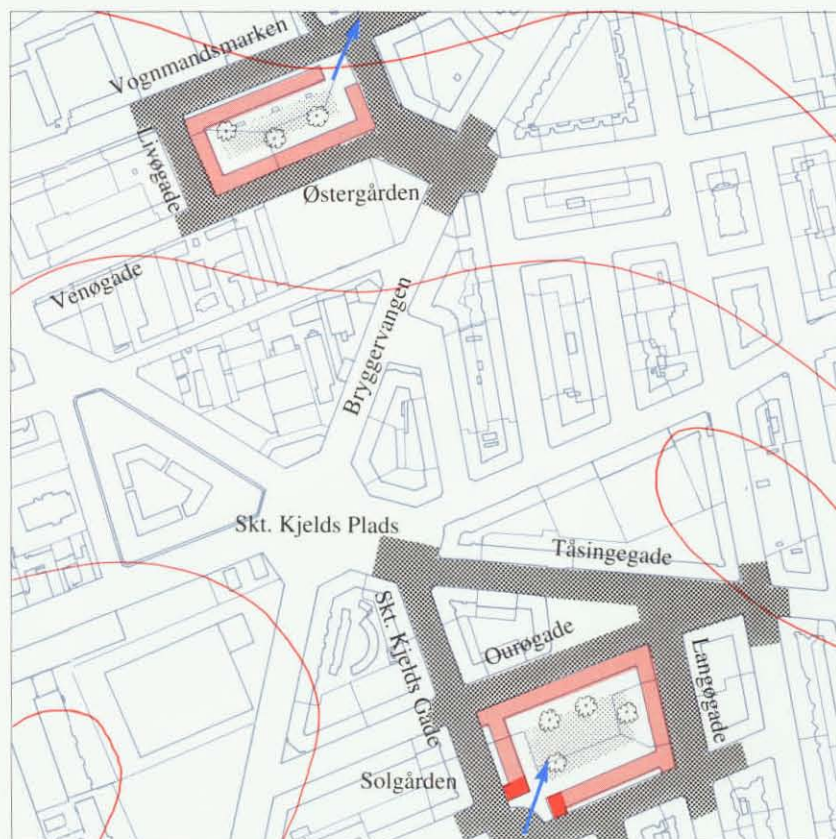 Vognmandsmarken
Livøgade
Østergården
Venøgade
Bryggervangen
Skt. Kjelds Plads
Tåsingegade
Skt. Kjelds Gade
Ourøgade
Langøgade
Solgården